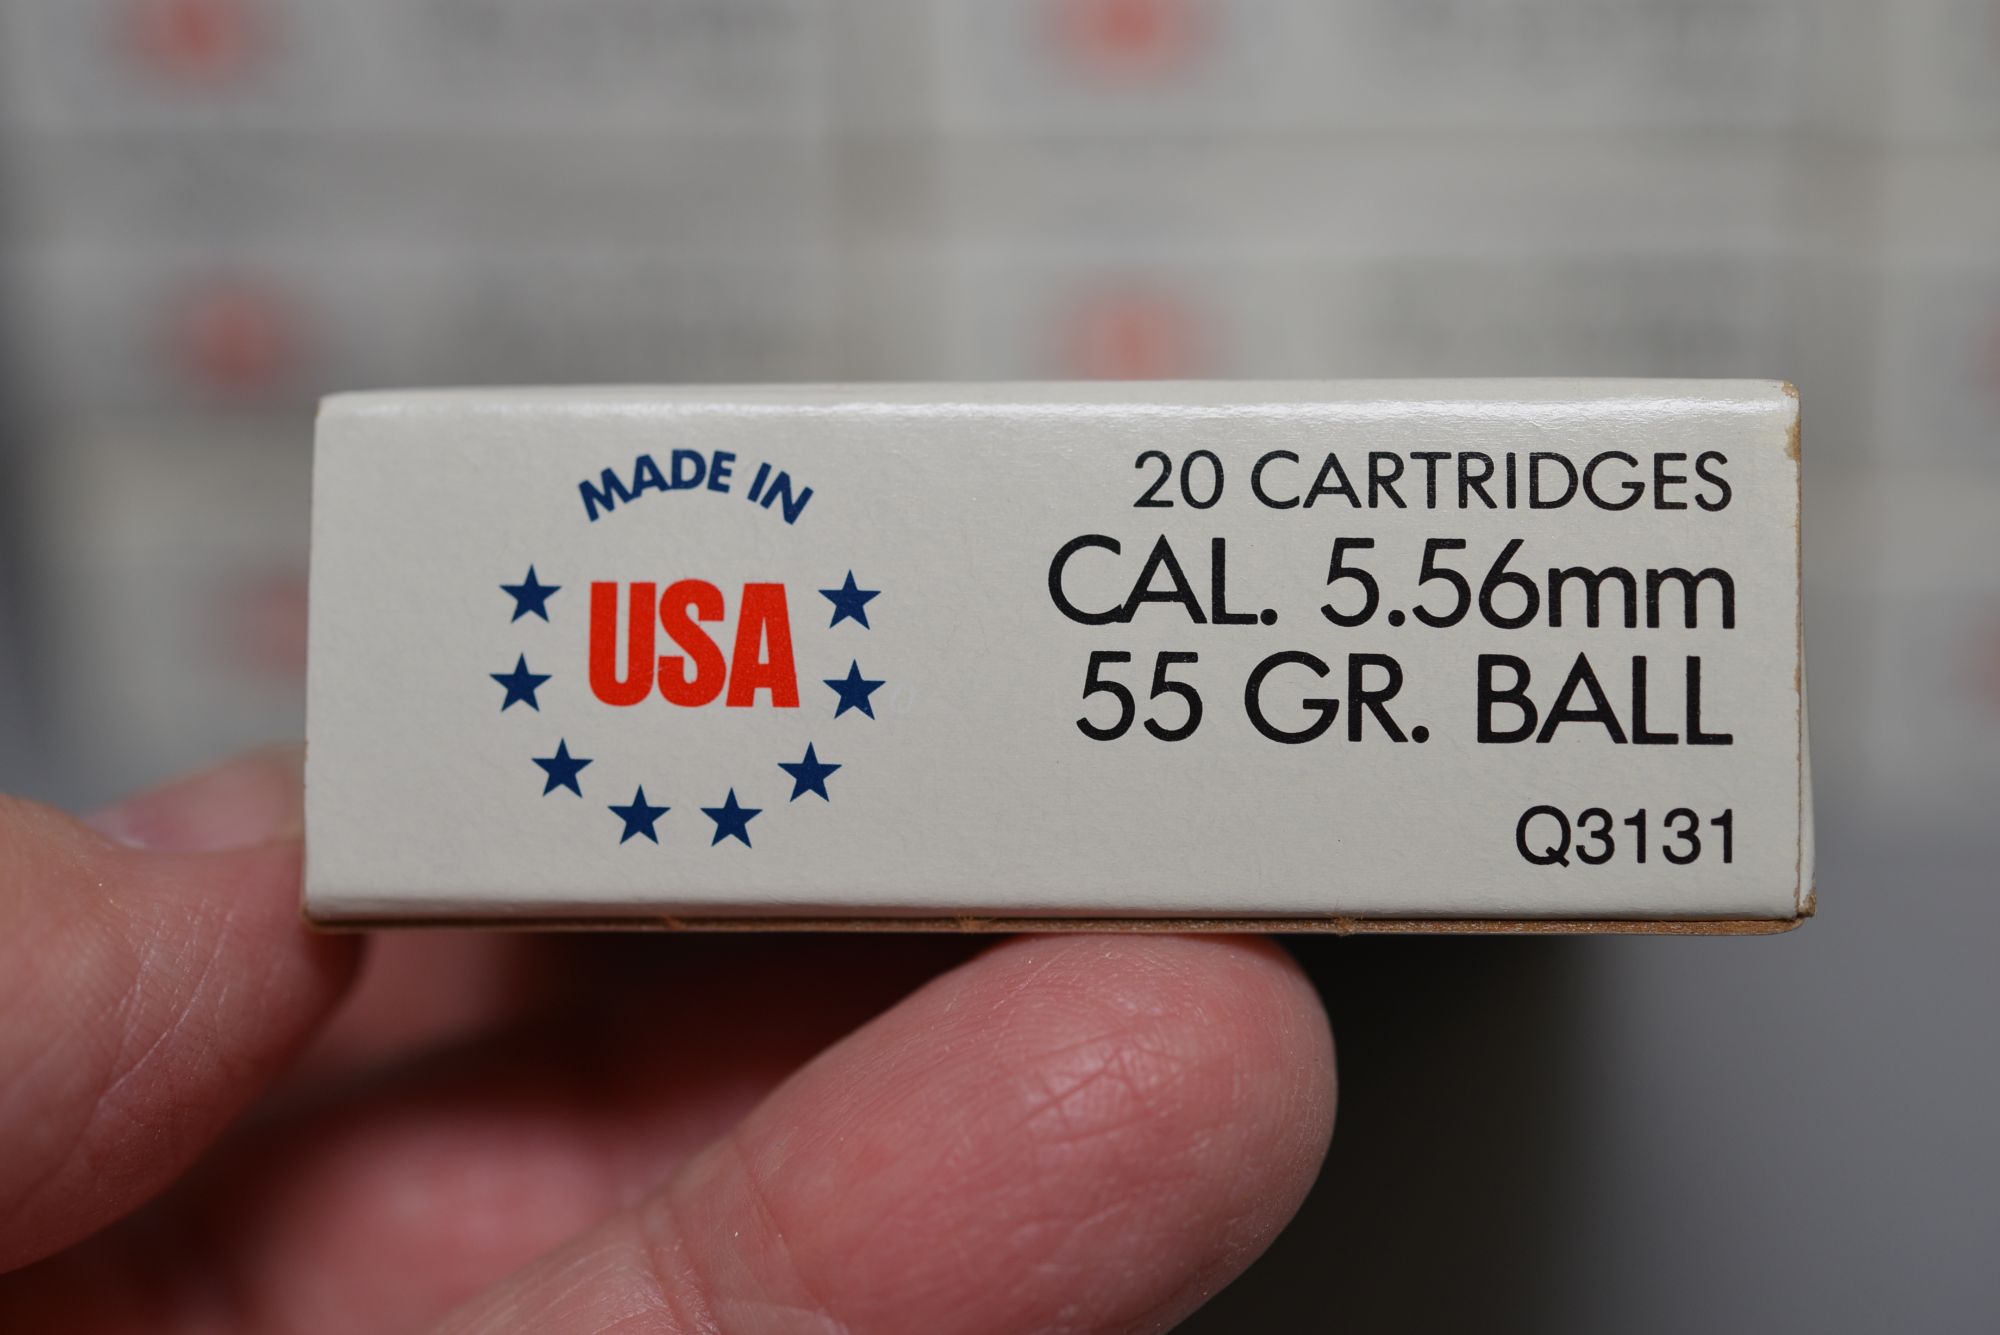 MADE IN
USA
20 CARTRIDGES
CAL. 5.56mm
55 GR. BALL
Q3131